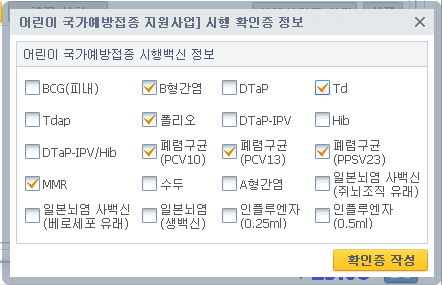 어린이 국가예방접종 지원사업] 시행 확인증 정보
어린이 국가예방접종 시행백신 정보
BCG(피내) B형간염 DTaP Td
Tdap 폴리오 DTaP-IPV Hib
DTaP-IPV/Hib 폐렴구균 (PCV10) 폐렴구균 (PCV13) 폐렴구균 (PPSV23)
MMR 수두 A형간염 일본뇌염 사백신 (쥐뇌조직 유래)
일본뇌염 사백신 (베로세포 유래) 일본뇌염 (생백신) 인플루엔자 (0.25ml) 인플루엔자 (0.5ml)
확인증 작성